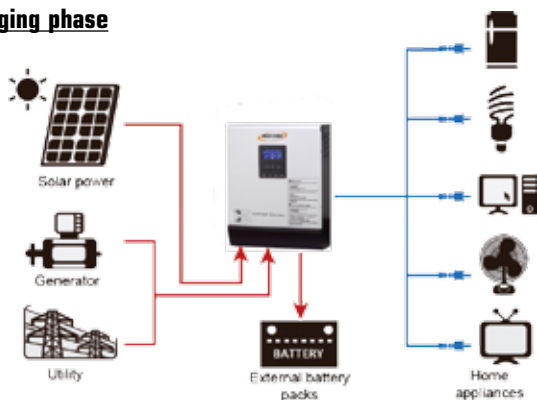 ging phase
Solar power
Generator
Utility
BATTERY
External battery
packs
Home
appliances